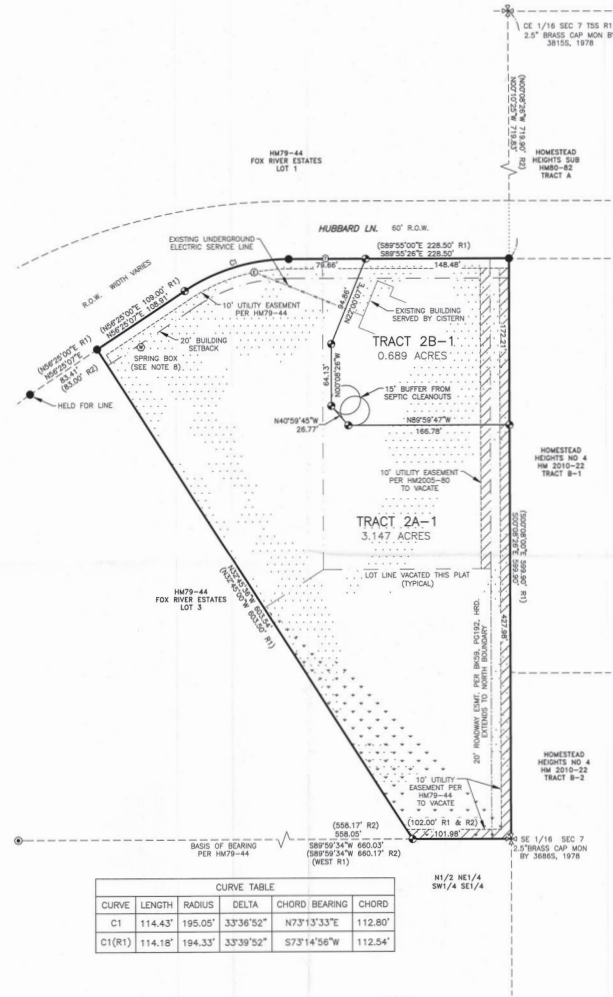 CE 1/16 SEC 7 T5S R1
2.5" BRASS CAP MON BY
3815S, 1978
(N00°08'26"W 719.90' R2)
N00°10'25"W 719.83'
HM79-44
FOX RIVER ESTATES
LOT 1
HOMESTEAD
HEIGHTS SUB
HM80-82
TRACT A
HUBBARD LN. 60' R.O.W.
EXISTING UNDERGROUND
ELECTRIC SERVICE LINE
(S89°55'00"E 228.50' R1)
S89°55'26"E 228.50'
C1
79.66'
148.48'
R.O.W. WIDTH VARIES
(N56°25'00"E 109.00' R1)
N56°25'07"E 108.91'
10' UTILITY EASEMENT
PER HM79-44
94.86'
N22°00'07"E
EXISTING BUILDING
SERVED BY CISTERN
172.21'
20' BUILDING
SETBACK
TRACT 2B-1
0.689 ACRES
(N56°25'00"E R1)
N56°25'07"E
83.41'
(83.00' R2)
SPRING BOX
(SEE NOTE 8)
64.13'
N00°08'26"W
HELD FOR LINE
15' BUFFER FROM
SEPTIC CLEANOUTS
N40°59'45"W
26.77'
N89°59'47"W
166.78'
10' UTILITY EASEMENT
PER HM2005-80
TO VACATE
HOMESTEAD
HEIGHTS NO 4
HM 2010-22
TRACT B-1
TRACT 2A-1
3.147 ACRES
(S00°08'00"E 599.90' R1)
S00°08'26"E 599.90'
LOT LINE VACATED THIS PLAT
(TYPICAL)
HM79-44
FOX RIVER ESTATES
LOT 3
N32°45'36"W 603.54'
(N32°45'00"W 603.50' R1)
427.98'
20' ROADWAY ESMT. PER BK59, PG192, HRD.
EXTENDS TO NORTH BOUNDARY
HOMESTEAD
HEIGHTS NO 4
HM 2010-22
TRACT B-2
10' UTILITY
EASEMENT PER
HM79-44
TO VACATE
(558.17' R2)
558.05'
(102.00' R1 & R2)
101.98'
BASIS OF BEARING
PER HM79-44
S89°59'34"W 660.03'
(S89°59'34"W 660.17' R2)
(WEST R1)
SE 1/16 SEC 7
2.5"BRASS CAP MON
BY 3686S, 1978
N1/2 NE1/4
SW1/4 SE1/4
CURVE TABLE
CURVE LENGTH RADIUS DELTA CHORD BEARING CHORD
C1 114.43' 195.05' 33°36'52" N73°13'33"E 112.80'
C1(R1) 114.18' 194.33' 33°39'52" S73°14'56"W 112.54'